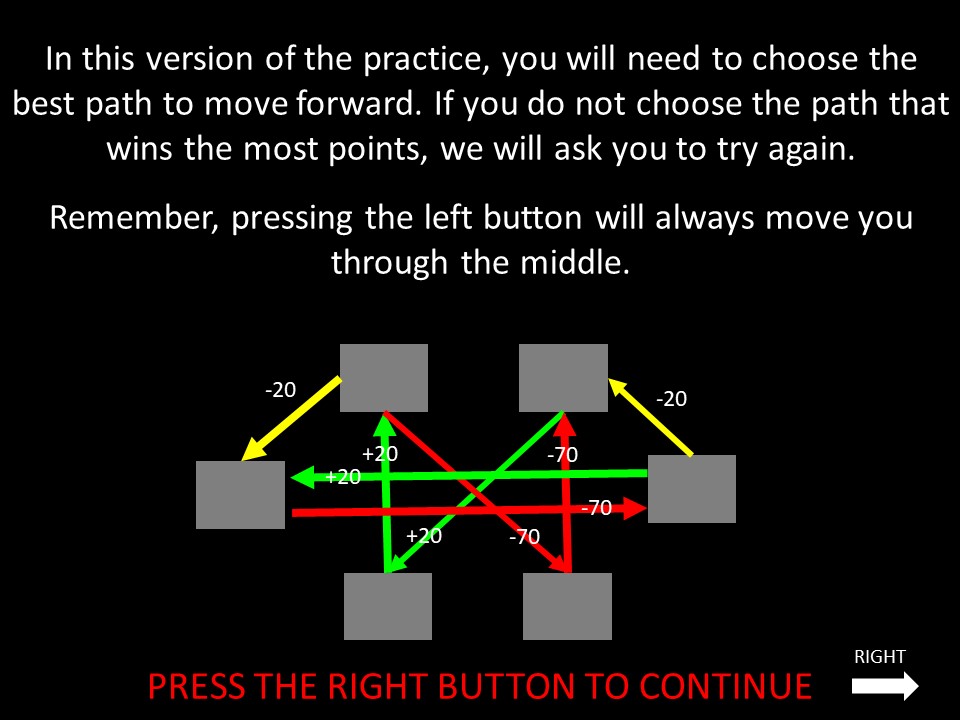 In this version of the practice, you will need to choose the
best path to move forward. If you do not choose the path that
wins the most points, we will ask you to try again.
Remember, pressing the left button will always move you
through the middle.
-20
-20
+20
-70
+20
-70
+20
-70
RIGHT
PRESS THE RIGHT BUTTON TO CONTINUE